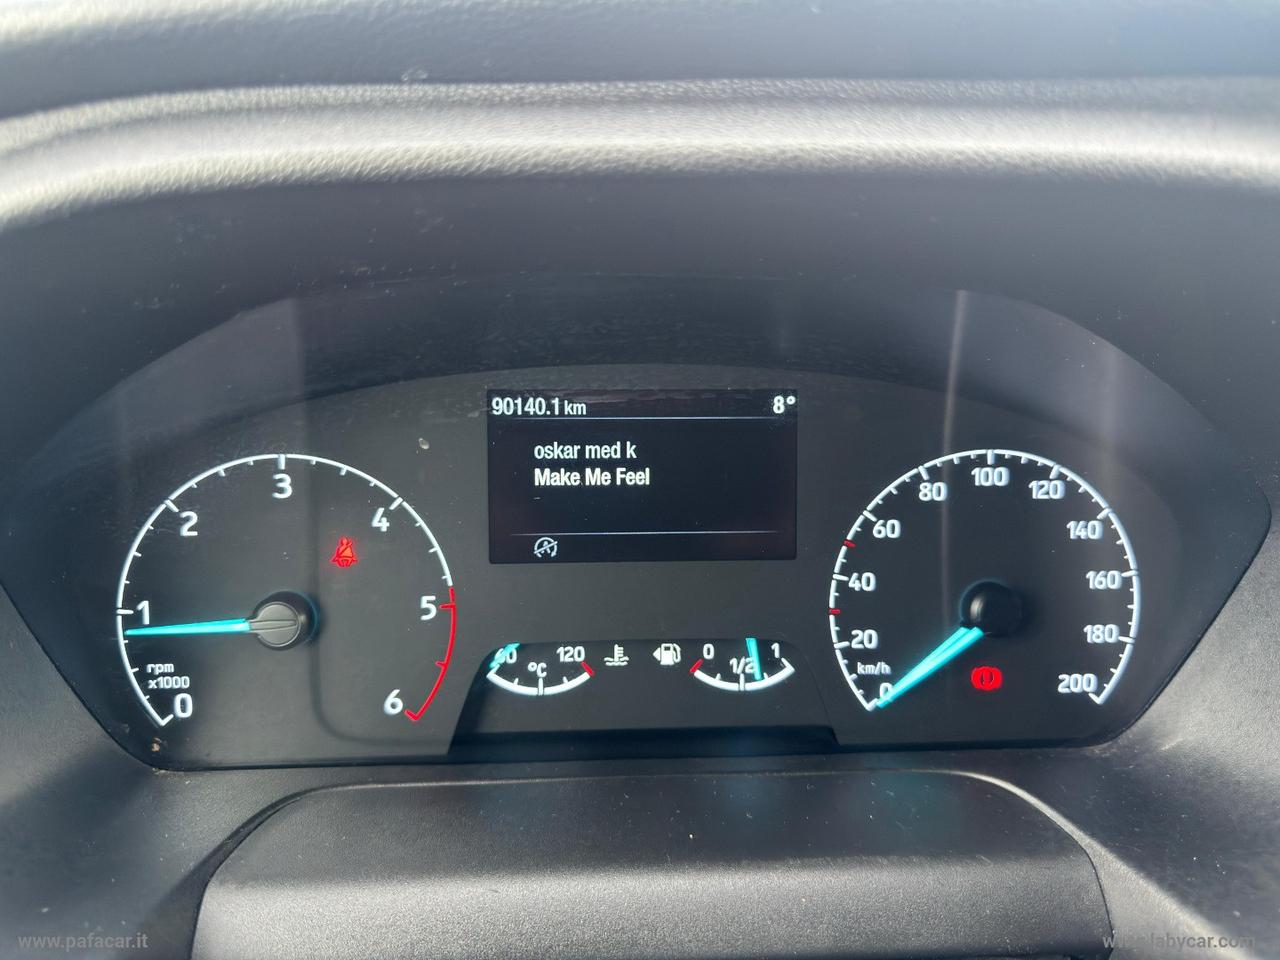 90140.1 km 8°
oskar med k
Make Me Feel
0 1 2 3 4 5 6
rpm
x1000
60 °C 120
0 1/2 1
0 20 40 60 80 100 120 140 160 180 200
km/h
www.pafacar.it